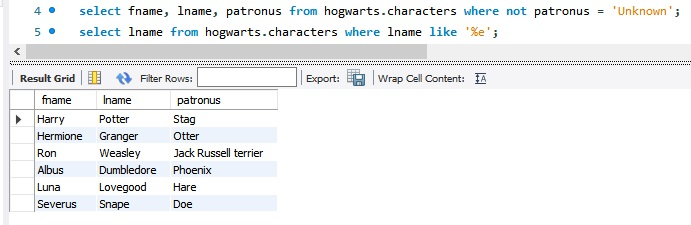 4 select fname, lname, patronus from hogwarts.characters where not patronus = 'Unknown';
5 select lname from hogwarts.characters where lname like '%e';
Result Grid Filter Rows: Export: Wrap Cell Content: IA
fname lname patronus
Harry Potter Stag
Hermione Granger Otter
Ron Weasley Jack Russell terrier
Albus Dumbledore Phoenix
Luna Lovegood Hare
Severus Snape Doe